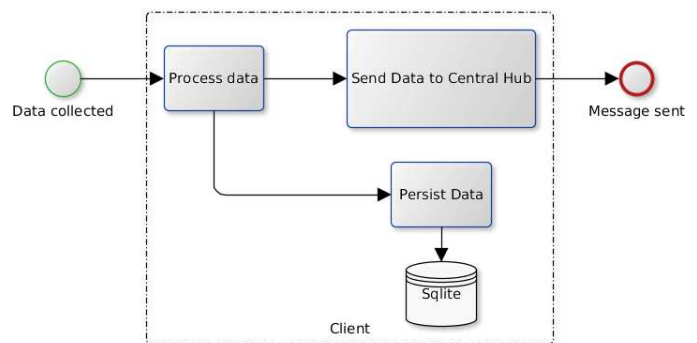 Process data
Send Data to Central Hub
Data collected
Message sent
Persist Data
Sqlite
Client